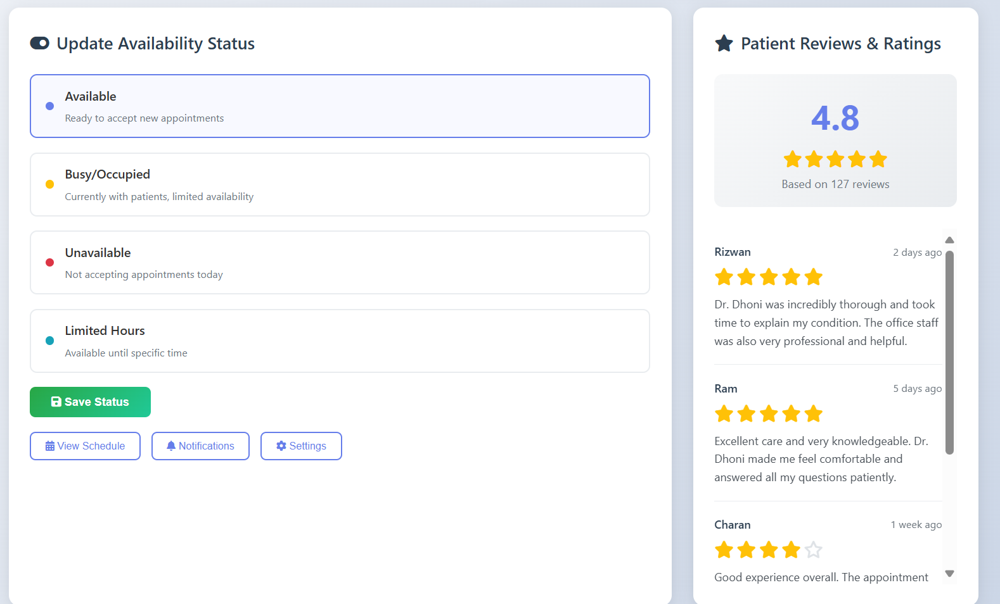 Update Availability Status
Available
Ready to accept new appointments
Busy/Occupied
Currently with patients, limited availability
Unavailable
Not accepting appointments today
Limited Hours
Available until specific time
Save Status
View Schedule
Notifications
Settings
Patient Reviews & Ratings
4.8
Based on 127 reviews
Rizwan
2 days ago
Dr. Dhoni was incredibly thorough and took
time to explain my condition. The office staff
was also very professional and helpful.
Ram
5 days ago
Excellent care and very knowledgeable. Dr.
Dhoni made me feel comfortable and
answered all my questions patiently.
Charan
1 week ago
Good experience overall. The appointment